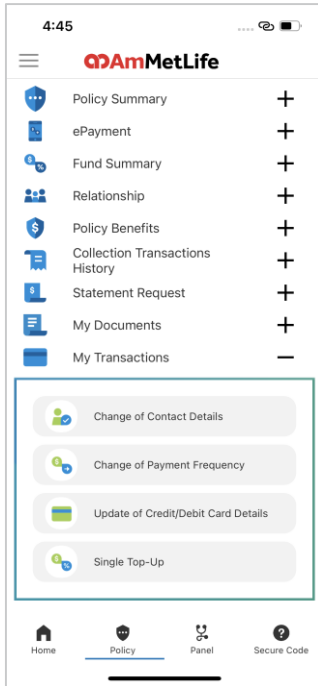 4:45
AmMetLife
Policy Summary
ePayment
Fund Summary
Relationship
Policy Benefits
Collection Transactions
History
Statement Request
My Documents
My Transactions
Change of Contact Details
Change of Payment Frequency
Update of Credit/Debit Card Details
Single Top-Up
Home
Policy
Panel
Secure Code